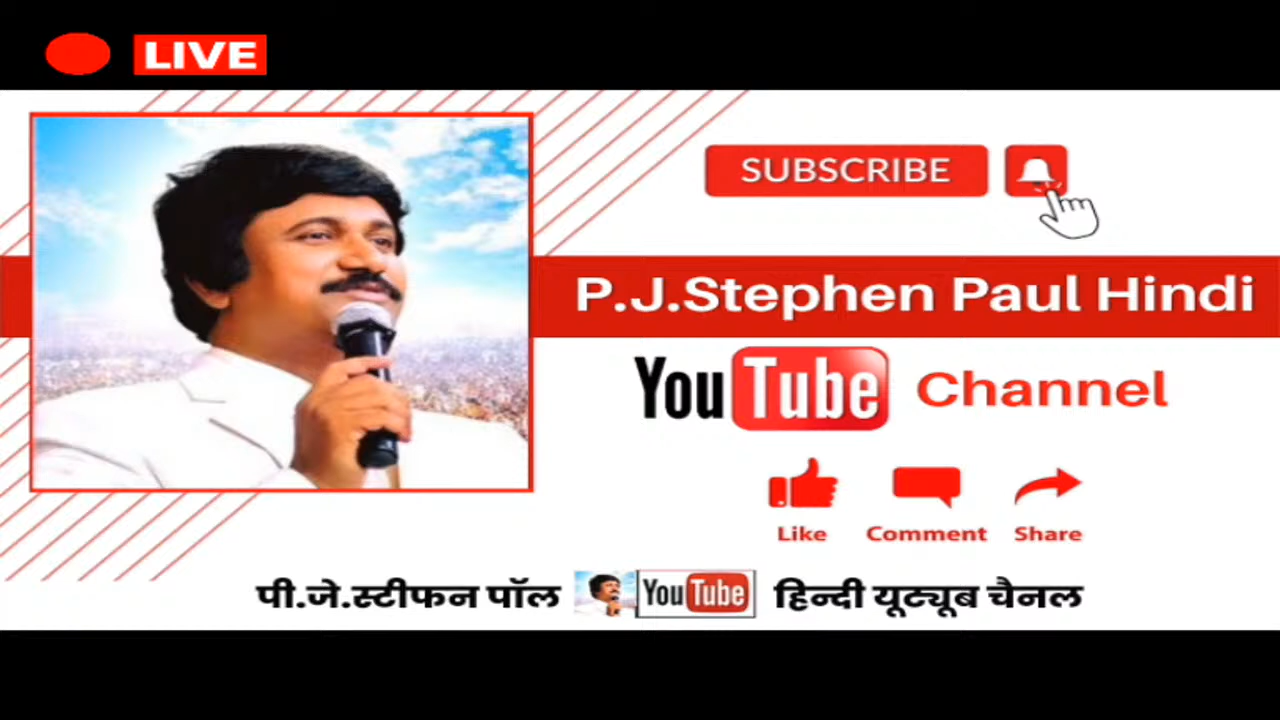 LIVE
SUBSCRIBE
P.J.Stephen Paul Hindi
YouTube Channel
Like Comment Share
पी.जे.स्टीफन पॉल YouTube हिन्दी यूट्यूब चैनल